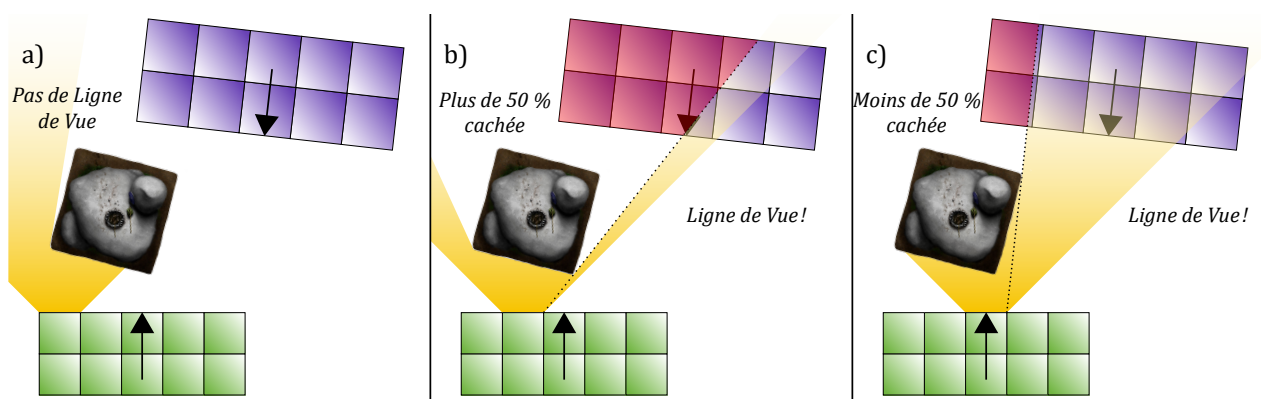 a)
Pas de Ligne
de Vue
b)
Plus de 50 %
cachée
Ligne de Vue !
c)
Moins de 50 %
cachée
Ligne de Vue !